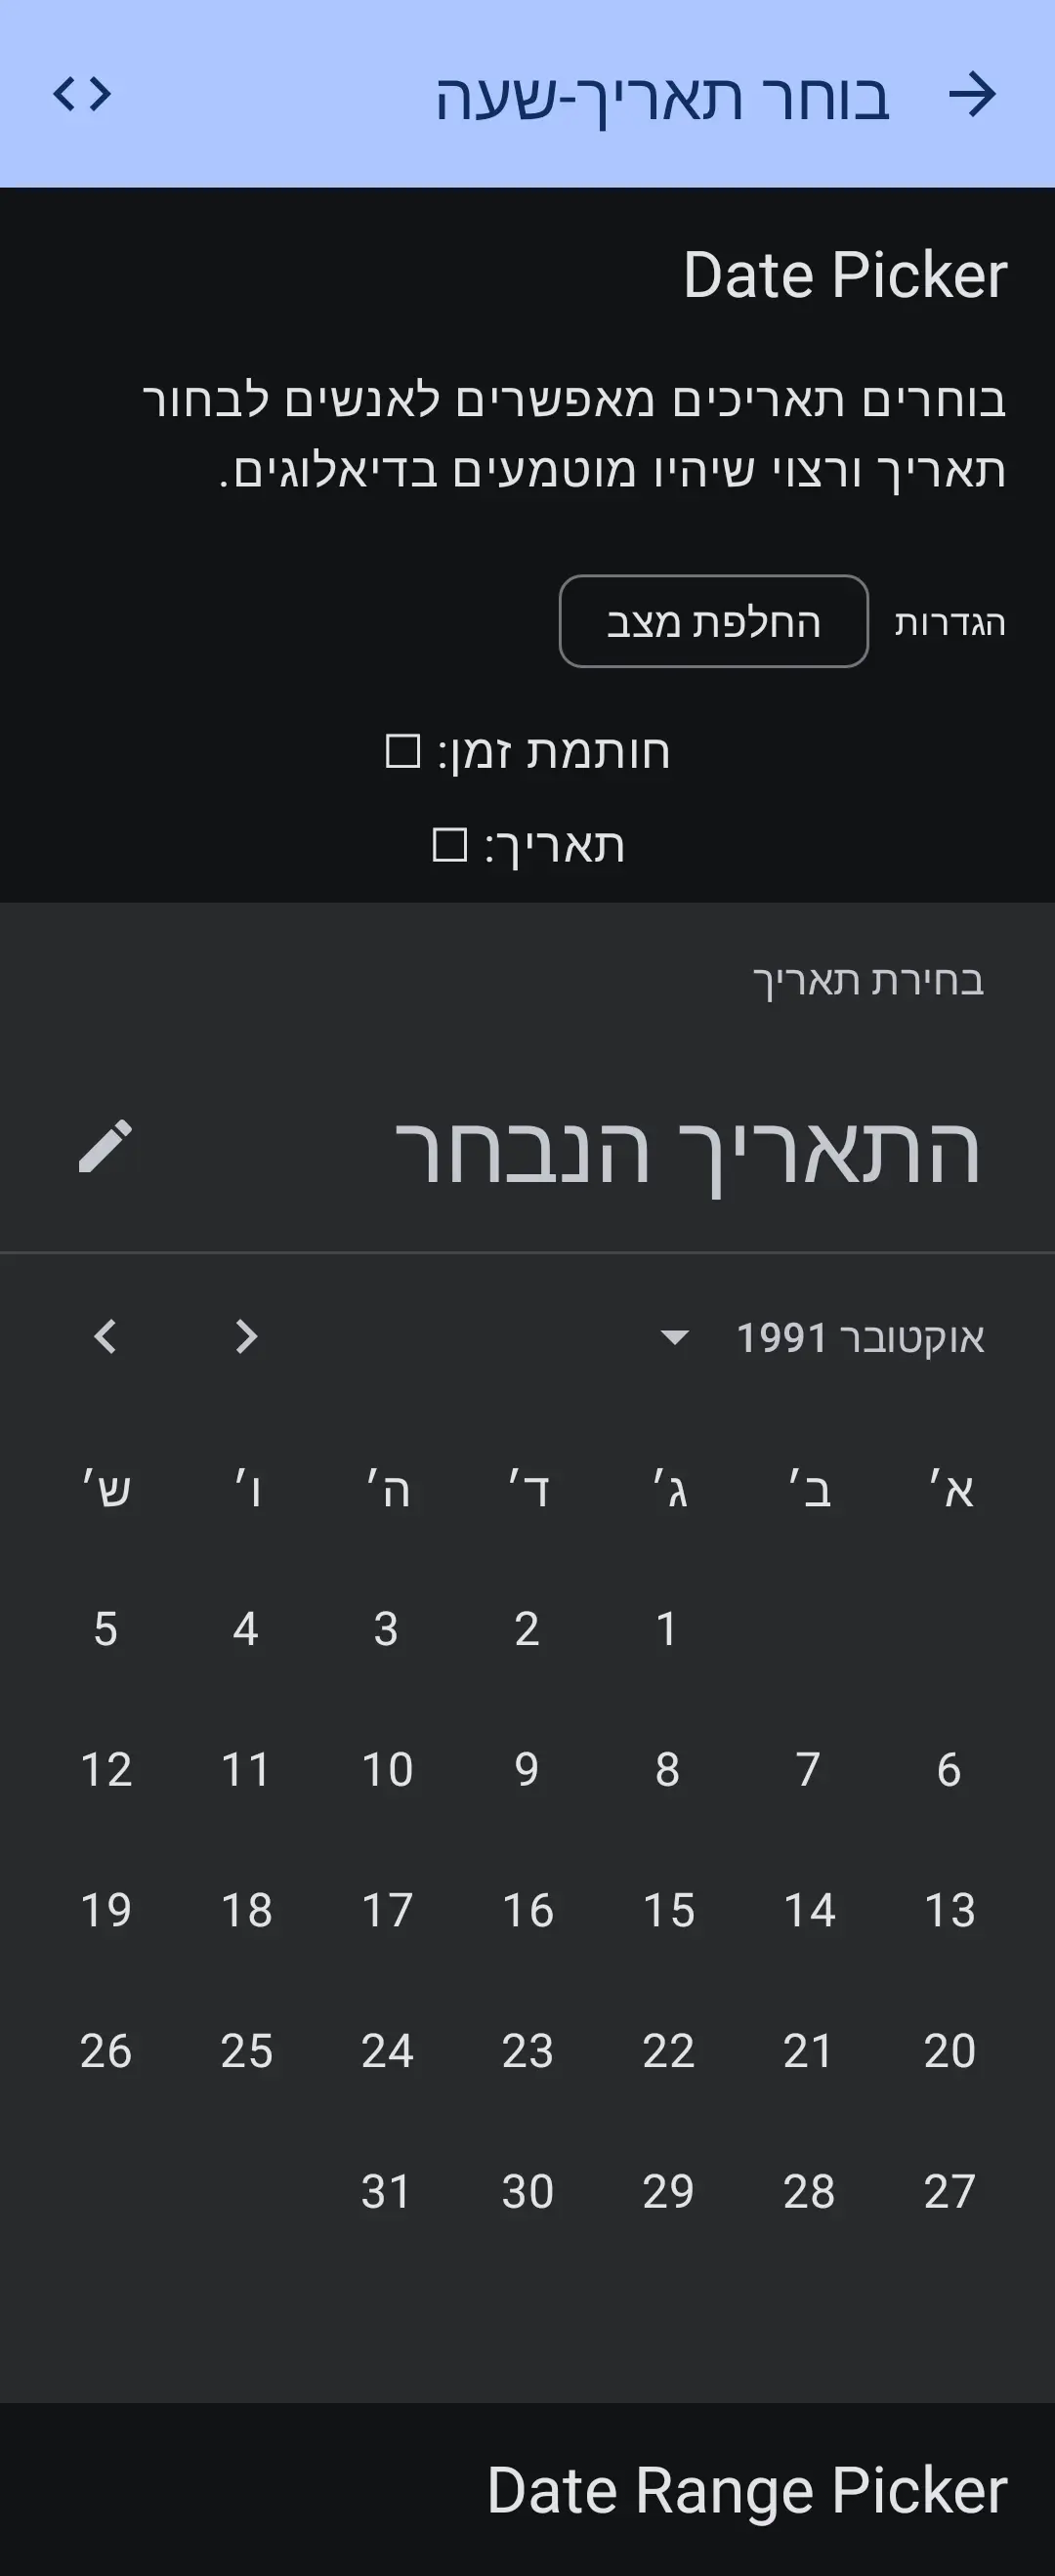 בוחר תאריך-שעה
Date Picker
בוחרים תאריכים מאפשרים לאנשים לבחור
תאריך ורצוי שיהיו מוטמעים בדיאלוגים.
הגדרות החלפת מצב
חותמת זמן: □
תאריך: □
בחירת תאריך
התאריך הנבחר
אוקטובר 1991
א׳ ב׳ ג׳ ד׳ ה׳ ו׳ ש׳
1 2 3 4 5
6 7 8 9 10 11 12
13 14 15 16 17 18 19
20 21 22 23 24 25 26
27 28 29 30 31
Date Range Picker